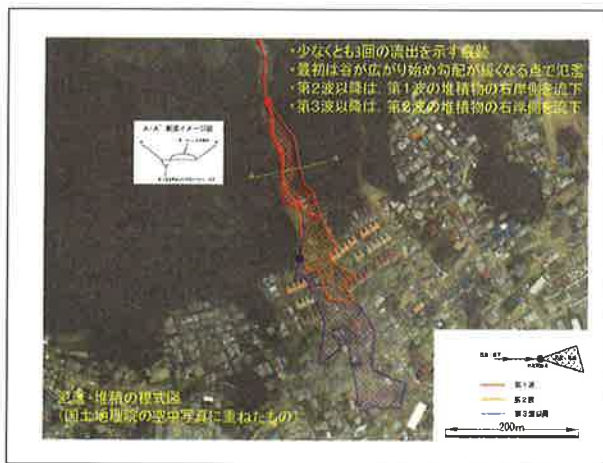 ・少なくとも3回の流出を示す痕跡
・最初は谷が広がり始め勾配が緩くなる点で氾濫
・第2波以降は、第1波の堆積物の右岸側を流下
・第3波以降は、第2波の堆積物の右岸側を流下
A-A' 断面イメージ図
第1波
第2波
第3波以降
200m
氾濫・堆積の模式図
(国土地理院の空中写真に重ねたもの)